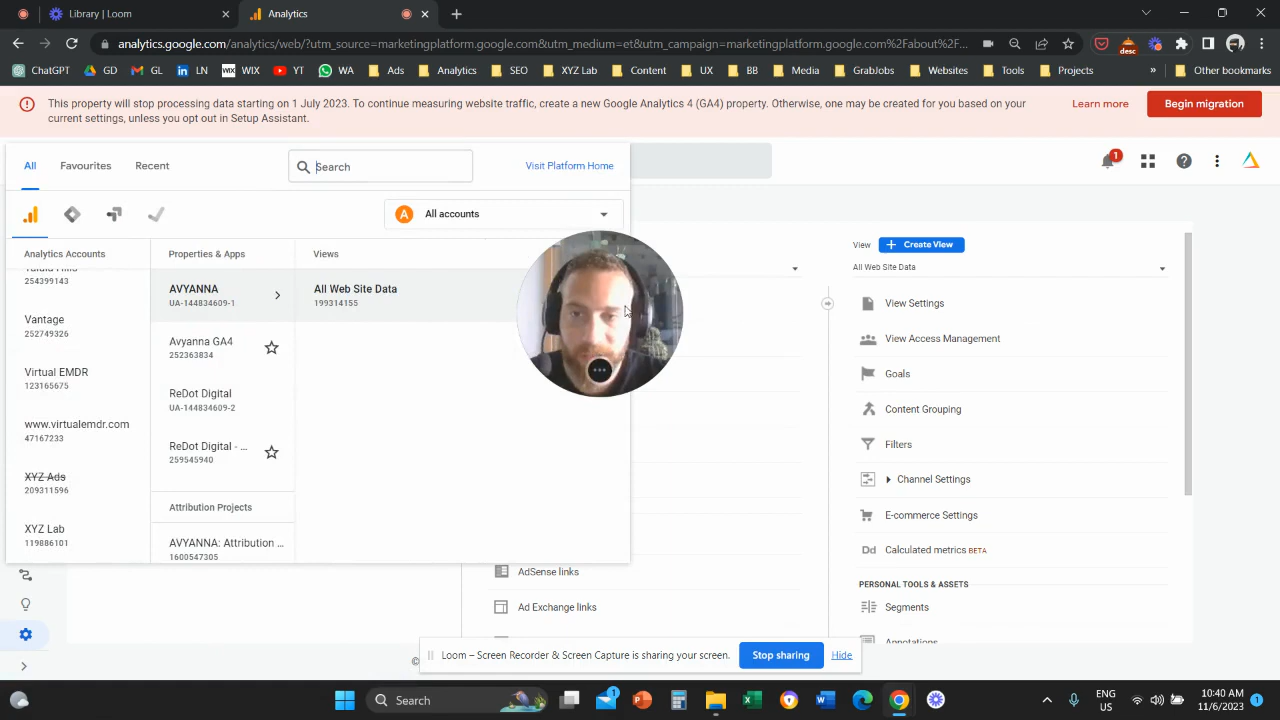 Library | Loom
Analytics
analytics.google.com/analytics/web/?utm_source=marketingplatform.google.com&utm_medium=et&utm_campaign=marketingplatform.google.com%2Fabout%2F...
ChatGPT
GD
GL
LN
WIX
WIX
YT
WA
Ads
Analytics
SEO
XYZ Lab
Content
UX
BB
Media
GrabJobs
Websites
Tools
Projects
»
Other bookmarks
desc
This property will stop processing data starting on 1 July 2023. To continue measuring website traffic, create a new Google Analytics 4 (GA4) property. Otherwise, one may be created for you based on your
current settings, unless you opt out in Setup Assistant.
Learn more
Begin migration
All
Favourites
Recent
Search
Visit Platform Home
1
A
All accounts
Analytics Accounts
254399143
Vantage
252749326
Virtual EMDR
123165675
www.virtualemdr.com
47167233
XYZ Ads
209311596
XYZ Lab
119886101
Properties & Apps
AVYANNA
UA-144834609-1
Avyanna GA4
252363834
ReDot Digital
UA-144834609-2
ReDot Digital - ...
259545940
Attribution Projects
AVYANNA: Attribution ...
1600547305
Views
All Web Site Data
199314155
AdSense links
Ad Exchange links
View
Create View
All Web Site Data
View Settings
View Access Management
Goals
Content Grouping
Filters
Channel Settings
E-commerce Settings
Dd
Calculated metrics BETA
PERSONAL TOOLS & ASSETS
Segments
Annotations
©
Loom – Screen Recorder & Screen Capture is sharing your screen.
Stop sharing
Hide
Search
1
ENG
US
10:40 AM
11/6/2023
1